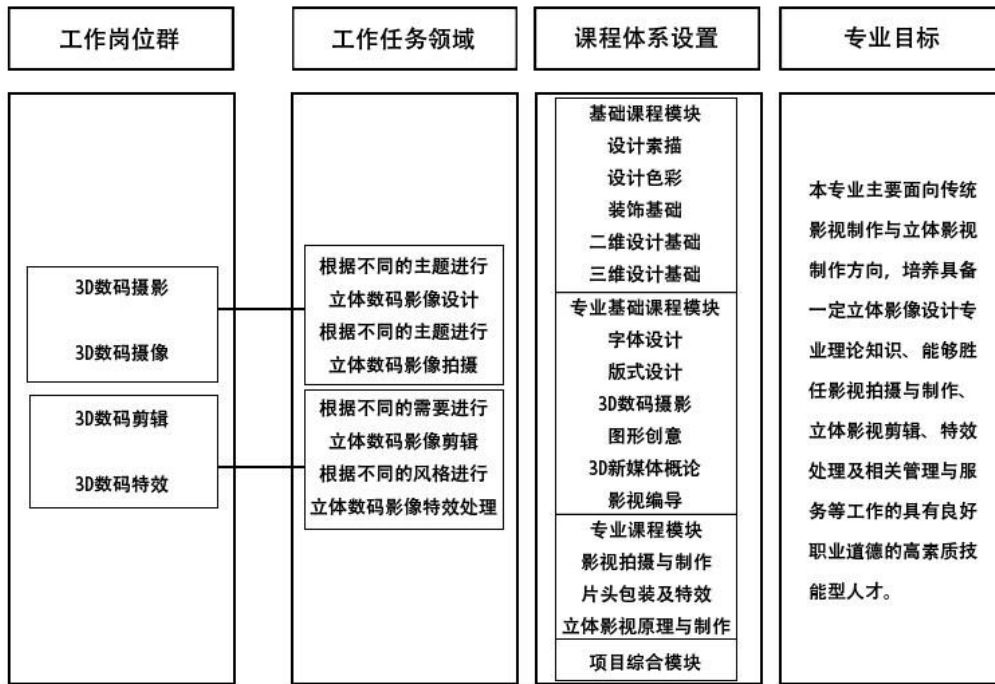 工作岗位群
工作任务领域
课程体系设置
专业目标
3D数码摄影
3D数码摄像
3D数码剪辑
3D数码特效
根据不同的主题进行
立体数码影像设计
根据不同的主题进行
立体数码影像拍摄
根据不同的需要进行
立体数码影像剪辑
根据不同的风格进行
立体数码影像特效处理
基础课程模块
设计素描
设计色彩
装饰基础
二维设计基础
三维设计基础
专业基础课程模块
字体设计
版式设计
3D数码摄影
图形创意
3D新媒体概论
影视编导
专业课程模块
影视拍摄与制作
片头包装及特效
立体影视原理与制作
项目综合模块
本专业主要面向传统
影视制作与立体影视
制作方向，培养具备
一定立体影像设计专
业理论知识、能够胜
任影视拍摄与制作、
立体影视剪辑、特效
处理及相关管理与服
务等工作的具有良好
职业道德的高素质技
能型人才。